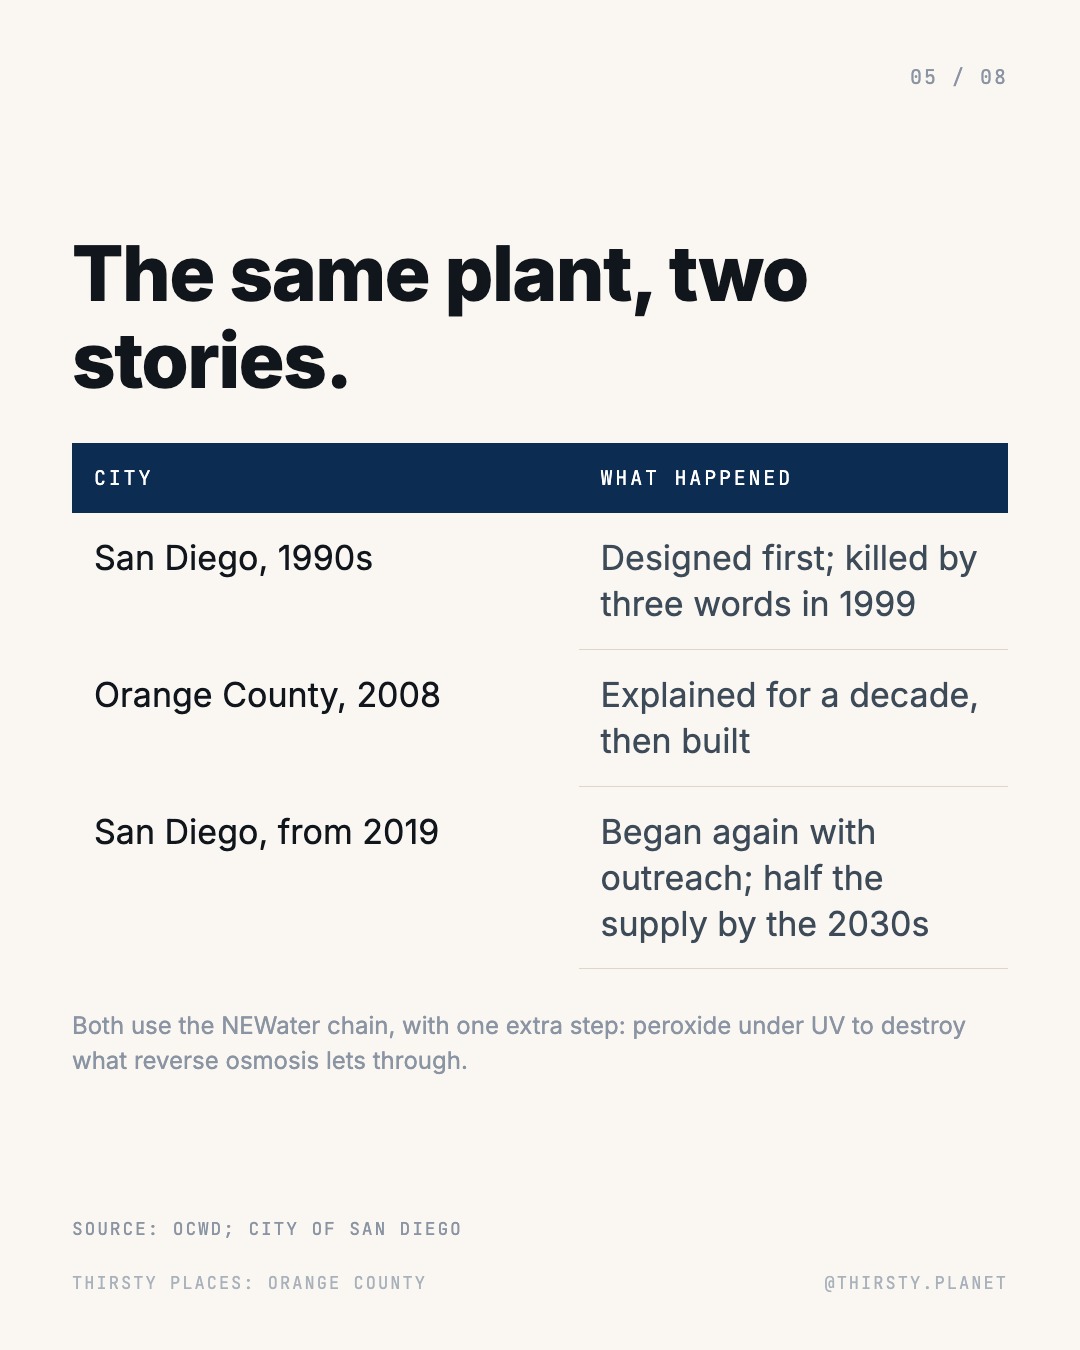 05 / 08
The same plant, two
stories.
CITY
WHAT HAPPENED
San Diego, 1990s
Designed first; killed by
three words in 1999
Orange County, 2008
Explained for a decade,
then built
San Diego, from 2019
Began again with
outreach; half the
supply by the 2030s
Both use the NEWater chain, with one extra step: peroxide under UV to destroy
what reverse osmosis lets through.
SOURCE: OCWD; CITY OF SAN DIEGO
THIRSTY PLACES: ORANGE COUNTY
@THIRSTY.PLANET